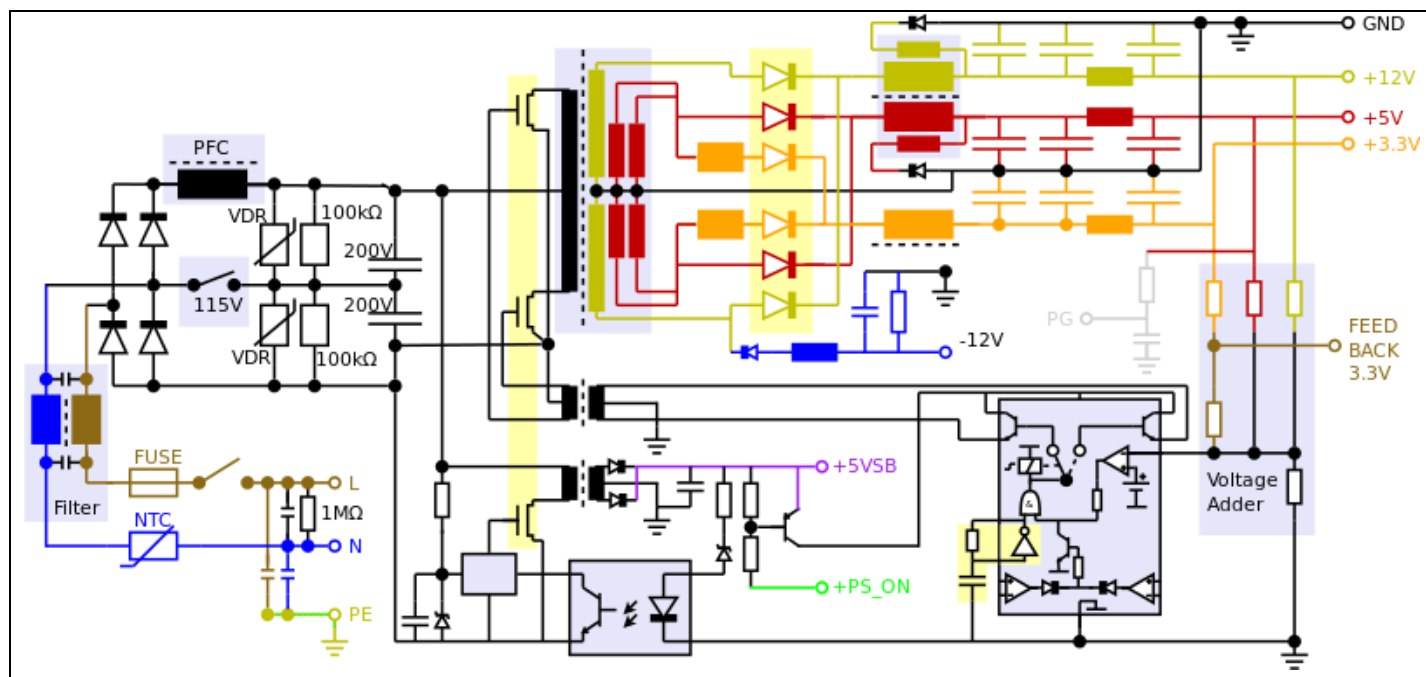 GND
+12V
+5V
+3.3V
PFC
VDR
100kΩ
200V
115V
200V
VDR
100kΩ
-12V
PG
FEED
BACK
3.3V
FUSE
L
Filter
1MΩ
NTC
N
PE
+5VSB
+PS_ON
&
Voltage
Adder